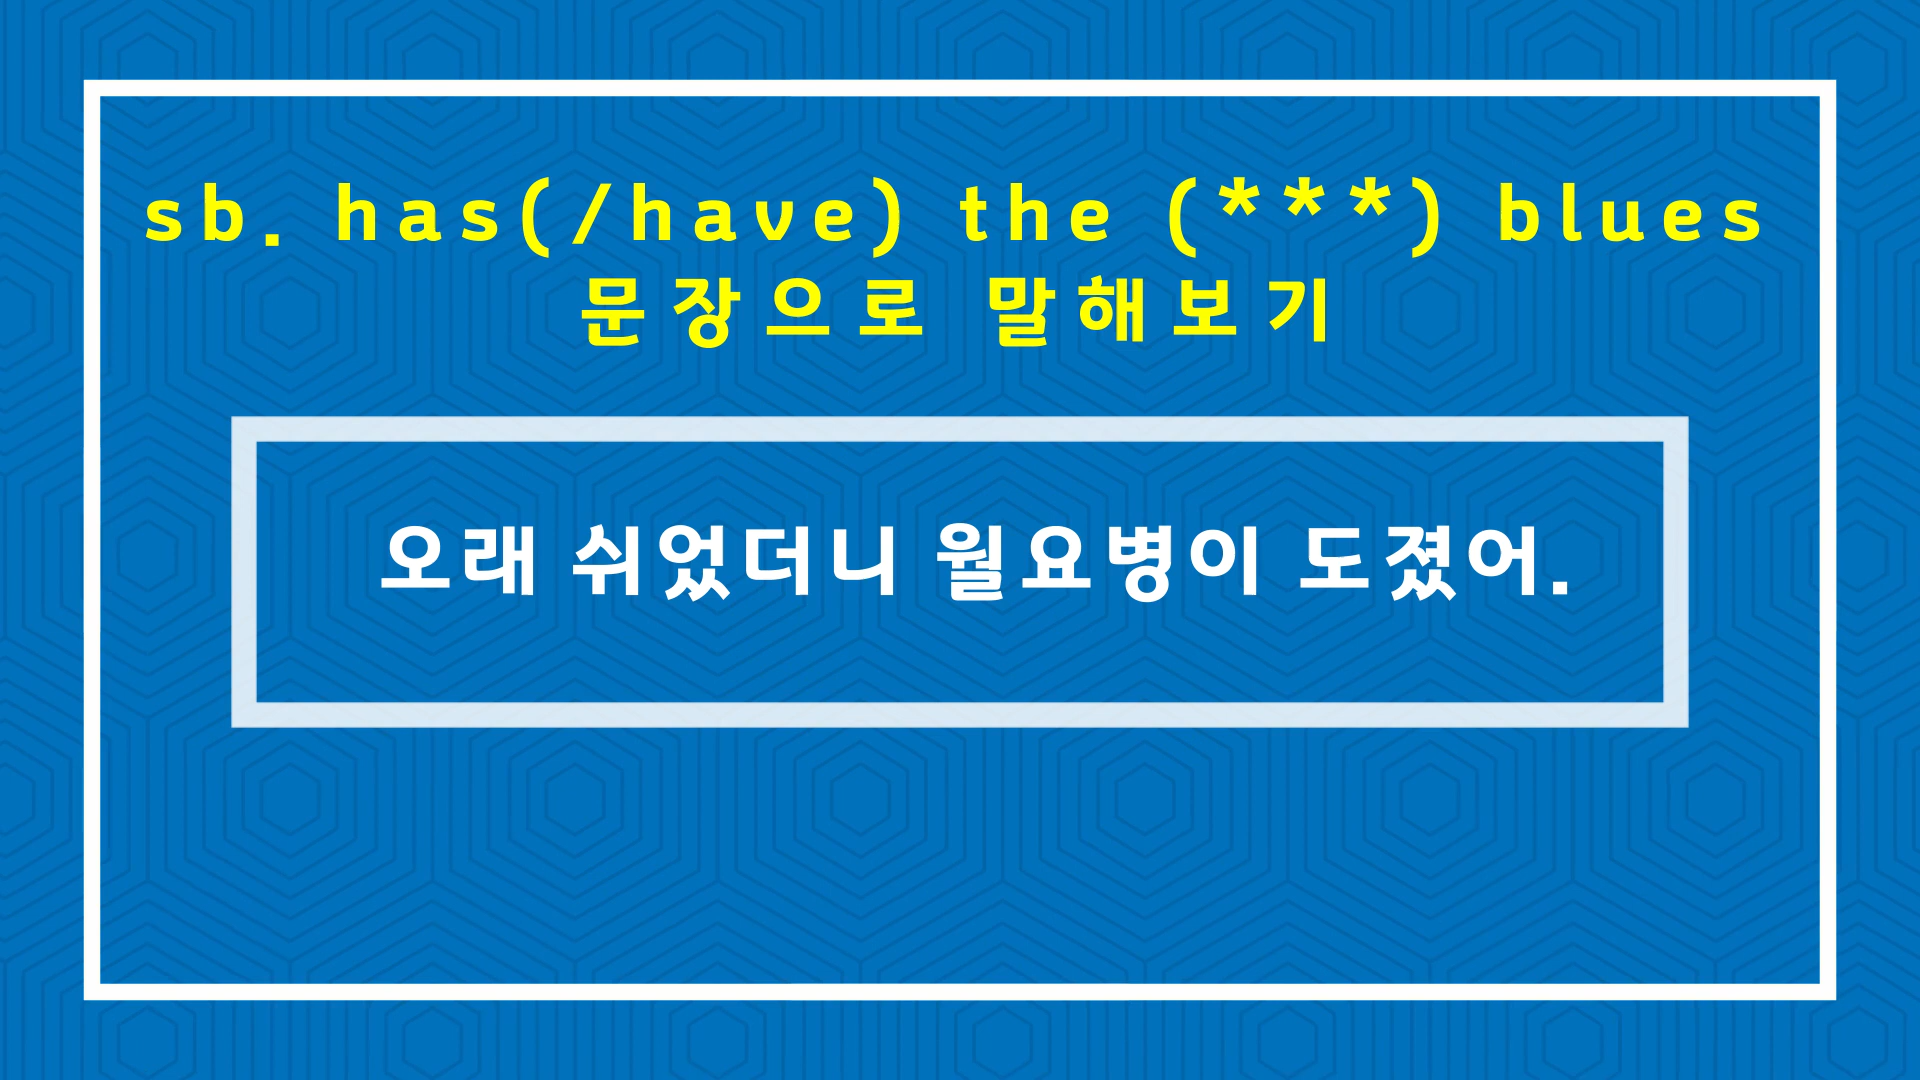 sb. has(/have) the (***) blues
문장으로 말해보기
오래 쉬었더니 월요병이 도졌어.